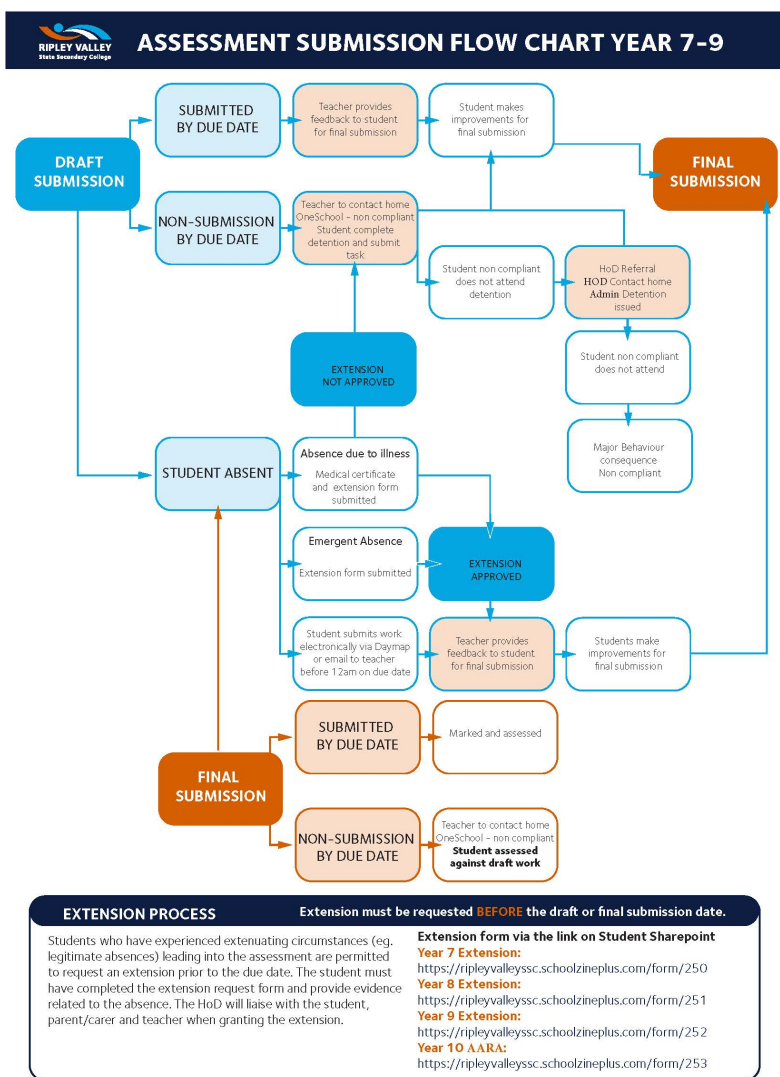 RIPLEY VALLEY
State Secondary College
ASSESSMENT SUBMISSION FLOW CHART YEAR 7-9
DRAFT
SUBMISSION
SUBMITTED
BY DUE DATE
Teacher provides
feedback to student
for final submission
Student makes
improvements for
final submission
FINAL
SUBMISSION
NON-SUBMISSION
BY DUE DATE
Teacher to contact home
OneSchool – non compliant
Student complete
detention and submit
task
Student non compliant
does not attend
detention
HoD Referral
HOD Contact home
Admin Detention
issued
Student non compliant
does not attend
Major Behaviour
consequence
Non compliant
EXTENSION
NOT APPROVED
STUDENT ABSENT
Absence due to illness
Medical certificate
and extension form
submitted
Emergent Absence
Extension form submitted
EXTENSION
APPROVED
Student submits work
electronically via Daymap
or email to teacher
before 12am on due date
Teacher provides
feedback to student
for final submission
Students make
improvements for
final submission
FINAL
SUBMISSION
SUBMITTED
BY DUE DATE
Marked and assessed
NON-SUBMISSION
BY DUE DATE
Teacher to contact home
OneSchool – non compliant
Student assessed
against draft work
EXTENSION PROCESS
Extension must be requested BEFORE the draft or final submission date.
Students who have experienced extenuating circumstances (eg.
legitimate absences) leading into the assessment are permitted
to request an extension prior to the due date. The student must
have completed the extension request form and provide evidence
related to the absence. The HoD will liaise with the student,
parent/carer and teacher when granting the extension.
Extension form via the link on Student Sharepoint
Year 7 Extension:
https://ripleyvalleyssc.schoolzineplus.com/form/250
Year 8 Extension:
https://ripleyvalleyssc.schoolzineplus.com/form/251
Year 9 Extension:
https://ripleyvalleyssc.schoolzineplus.com/form/252
Year 10 AARA:
https://ripleyvalleyssc.schoolzineplus.com/form/253